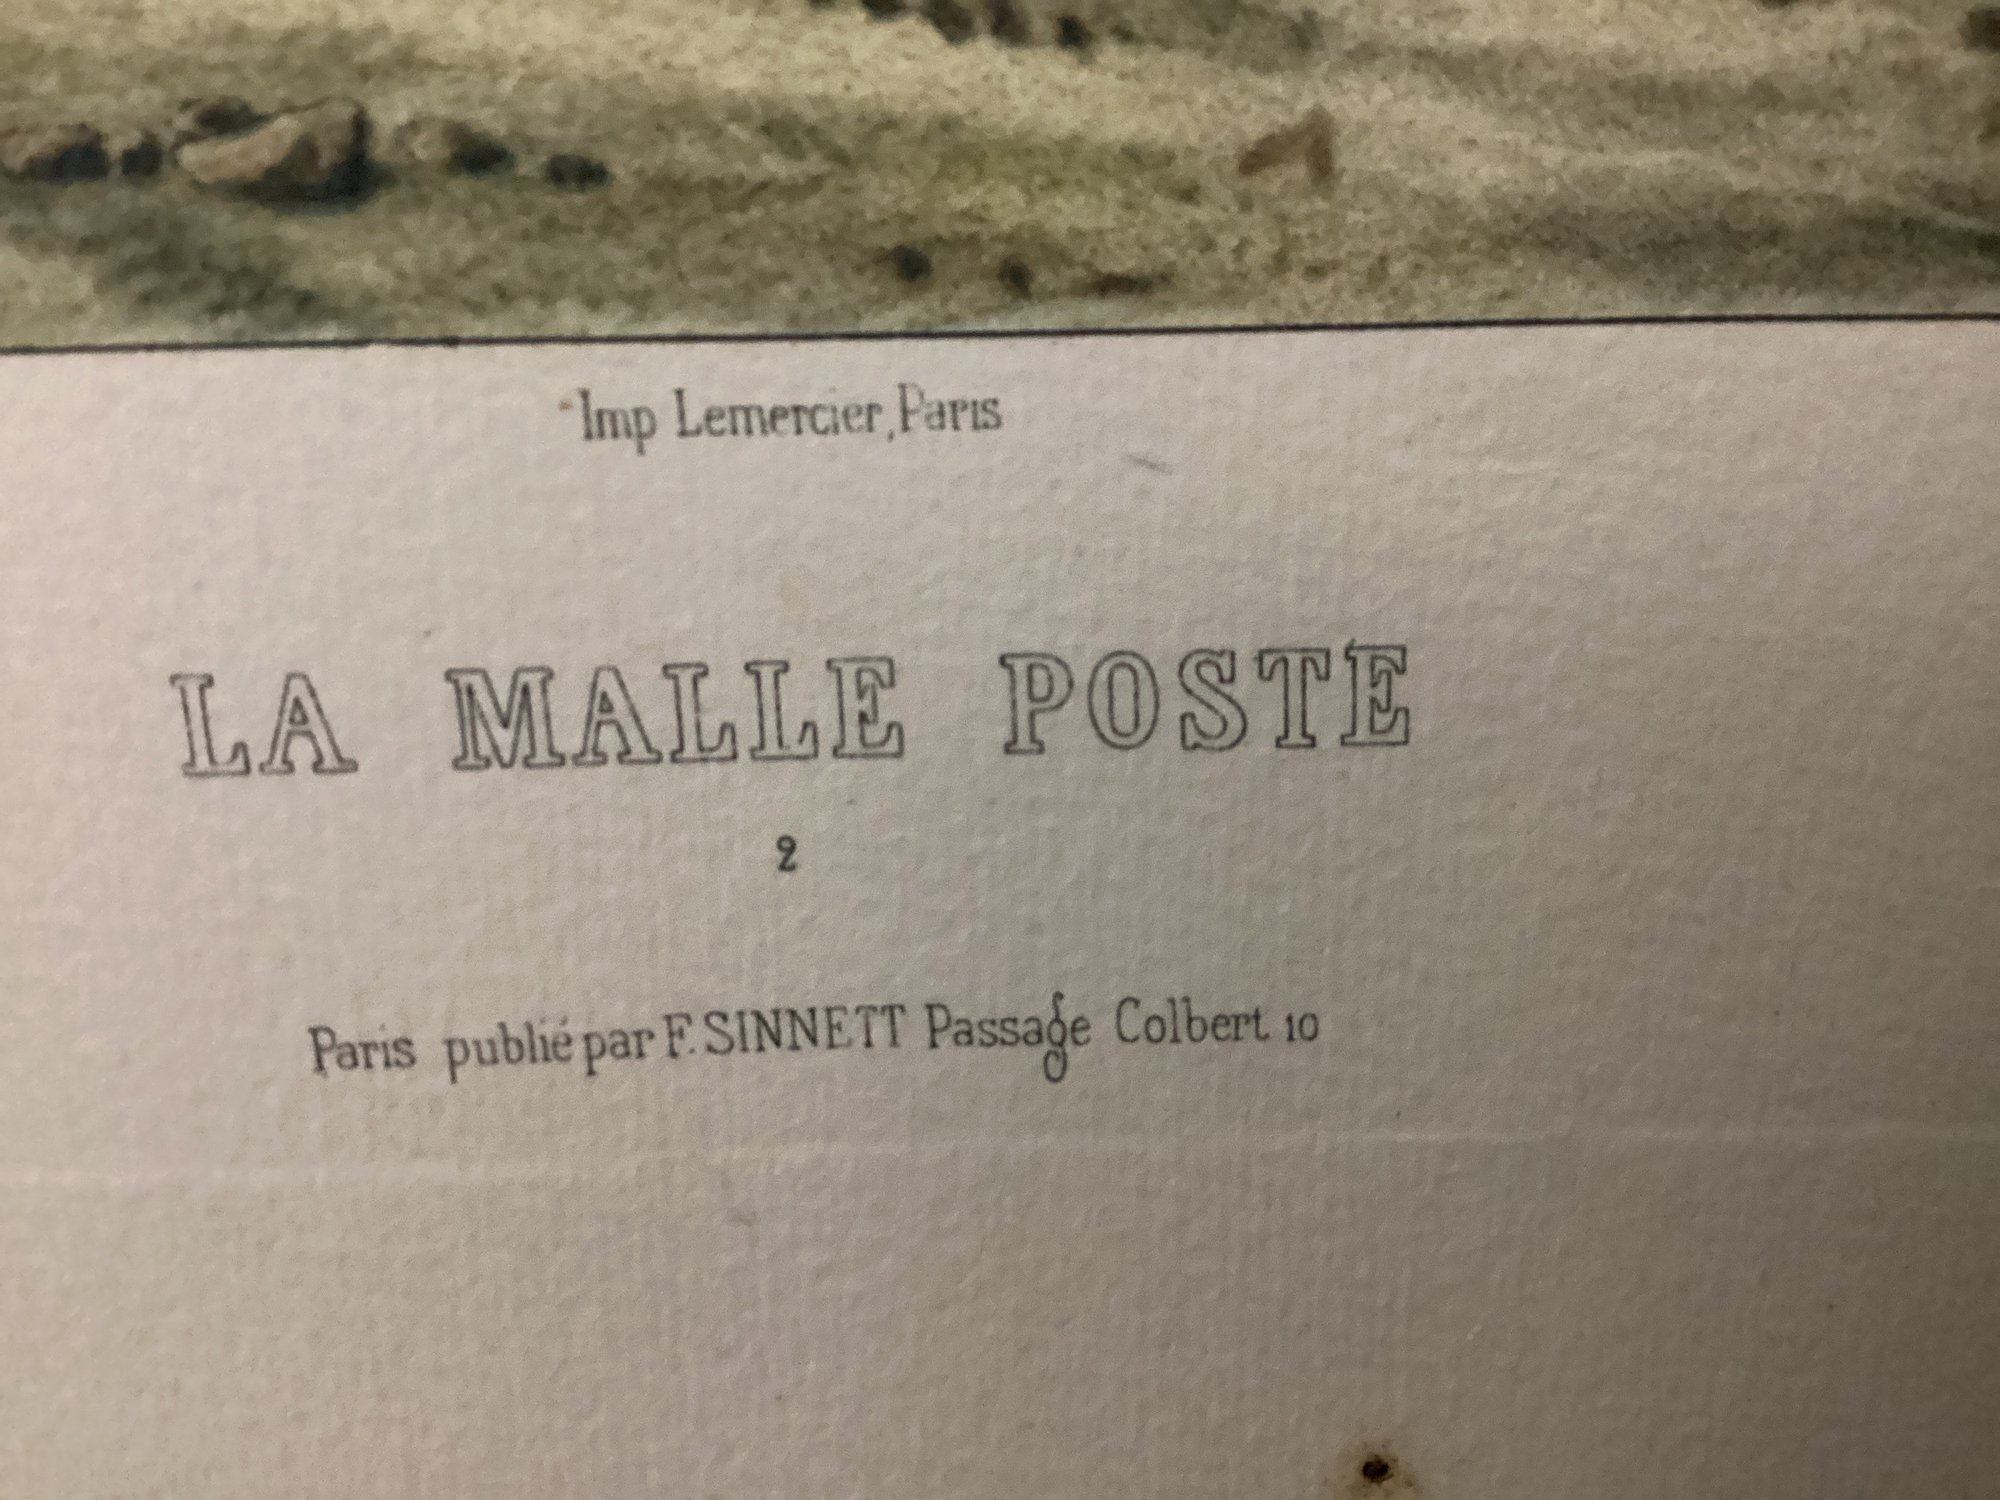 Imp Lemercier, Paris
LA MALLE POSTE
2
Paris publié par F. SINNETT Passage Colbert 10